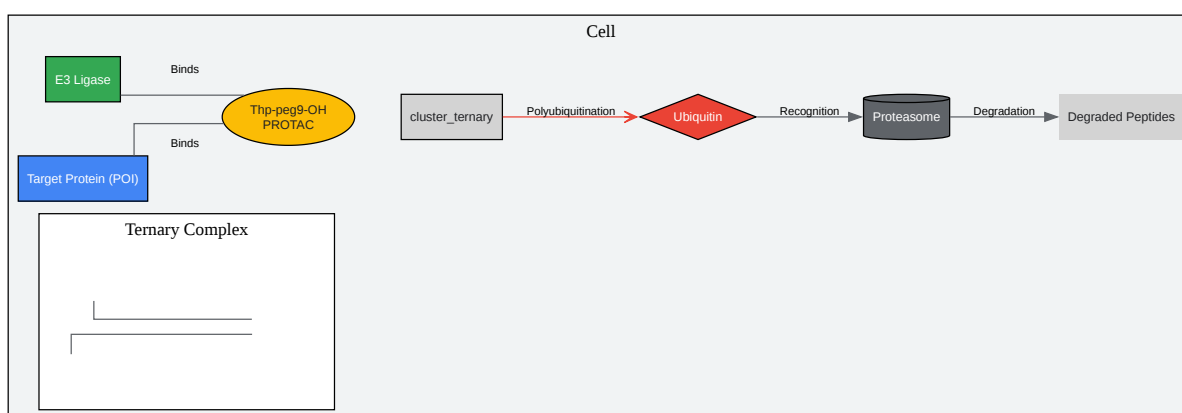 Cell
E3 Ligase
Binds
Thp-peg9-OH
PROTAC
Binds
Target Protein (POI)
cluster_ternary
Polyubiquitination
Ubiquitin
Recognition
Proteasome
Degradation
Degraded Peptides
Ternary Complex